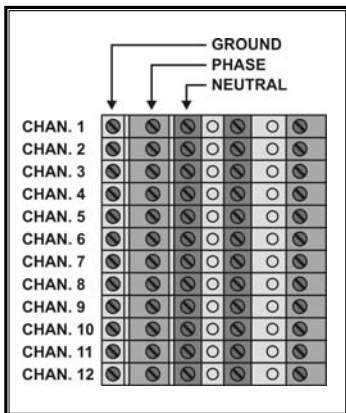 GROUND
PHASE
NEUTRAL
CHAN. 1
CHAN. 2
CHAN. 3
CHAN. 4
CHAN. 5
CHAN. 6
CHAN. 7
CHAN. 8
CHAN. 9
CHAN. 10
CHAN. 11
CHAN. 12